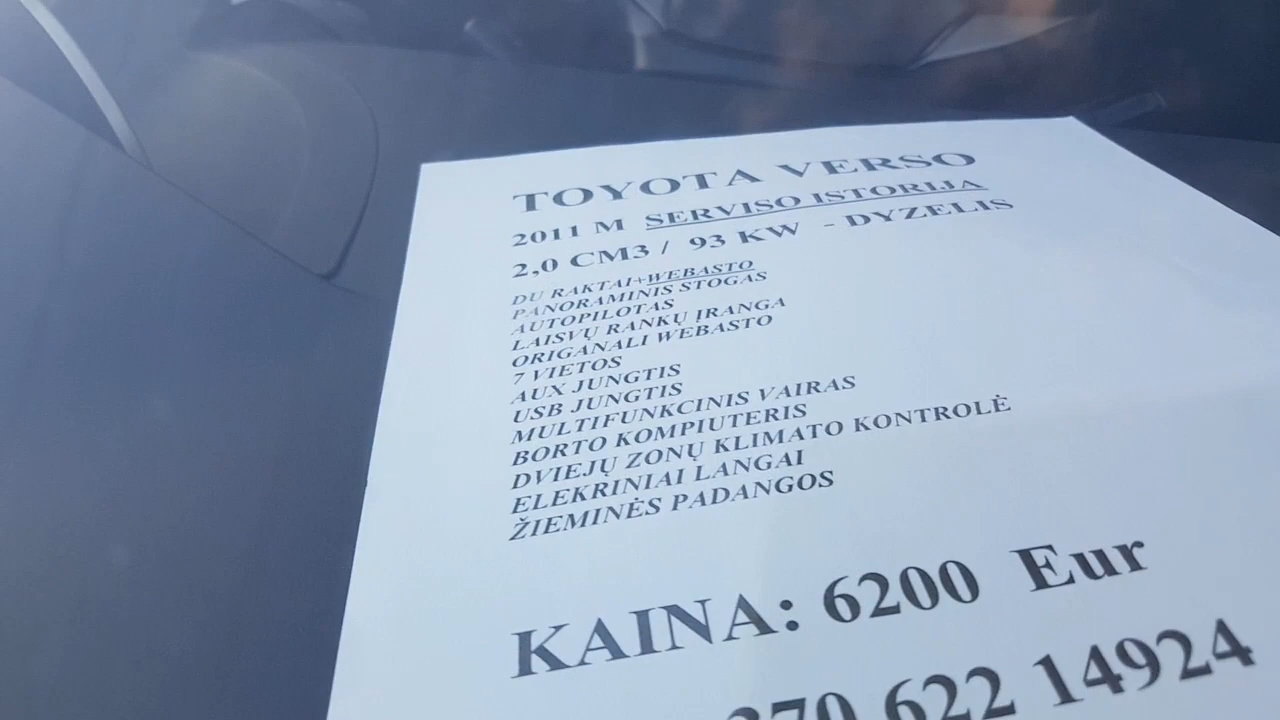 TOYOTA VERSO
2011 M SERVISO ISTORIJA
2,0 CM3 / 93 KW - DYZELIS
DU RAKTAI+WEBASTO
PANORAMINIS STOGAS
AUTOPILOTAS
LAISVŲ RANKŲ ĮRANGA
ORIGANALI WEBASTO
7 VIETOS
AUX JUNGTIS
USB JUNGTIS
MULTIFUNKCINIS VAIRAS
BORTO KOMPIUTERIS
DVIEJŲ ZONŲ KLIMATO KONTROLĖ
ELEKRINIAI LANGAI
ŽIEMINĖS PADANGOS
KAINA: 6200 Eur
370 622 14924